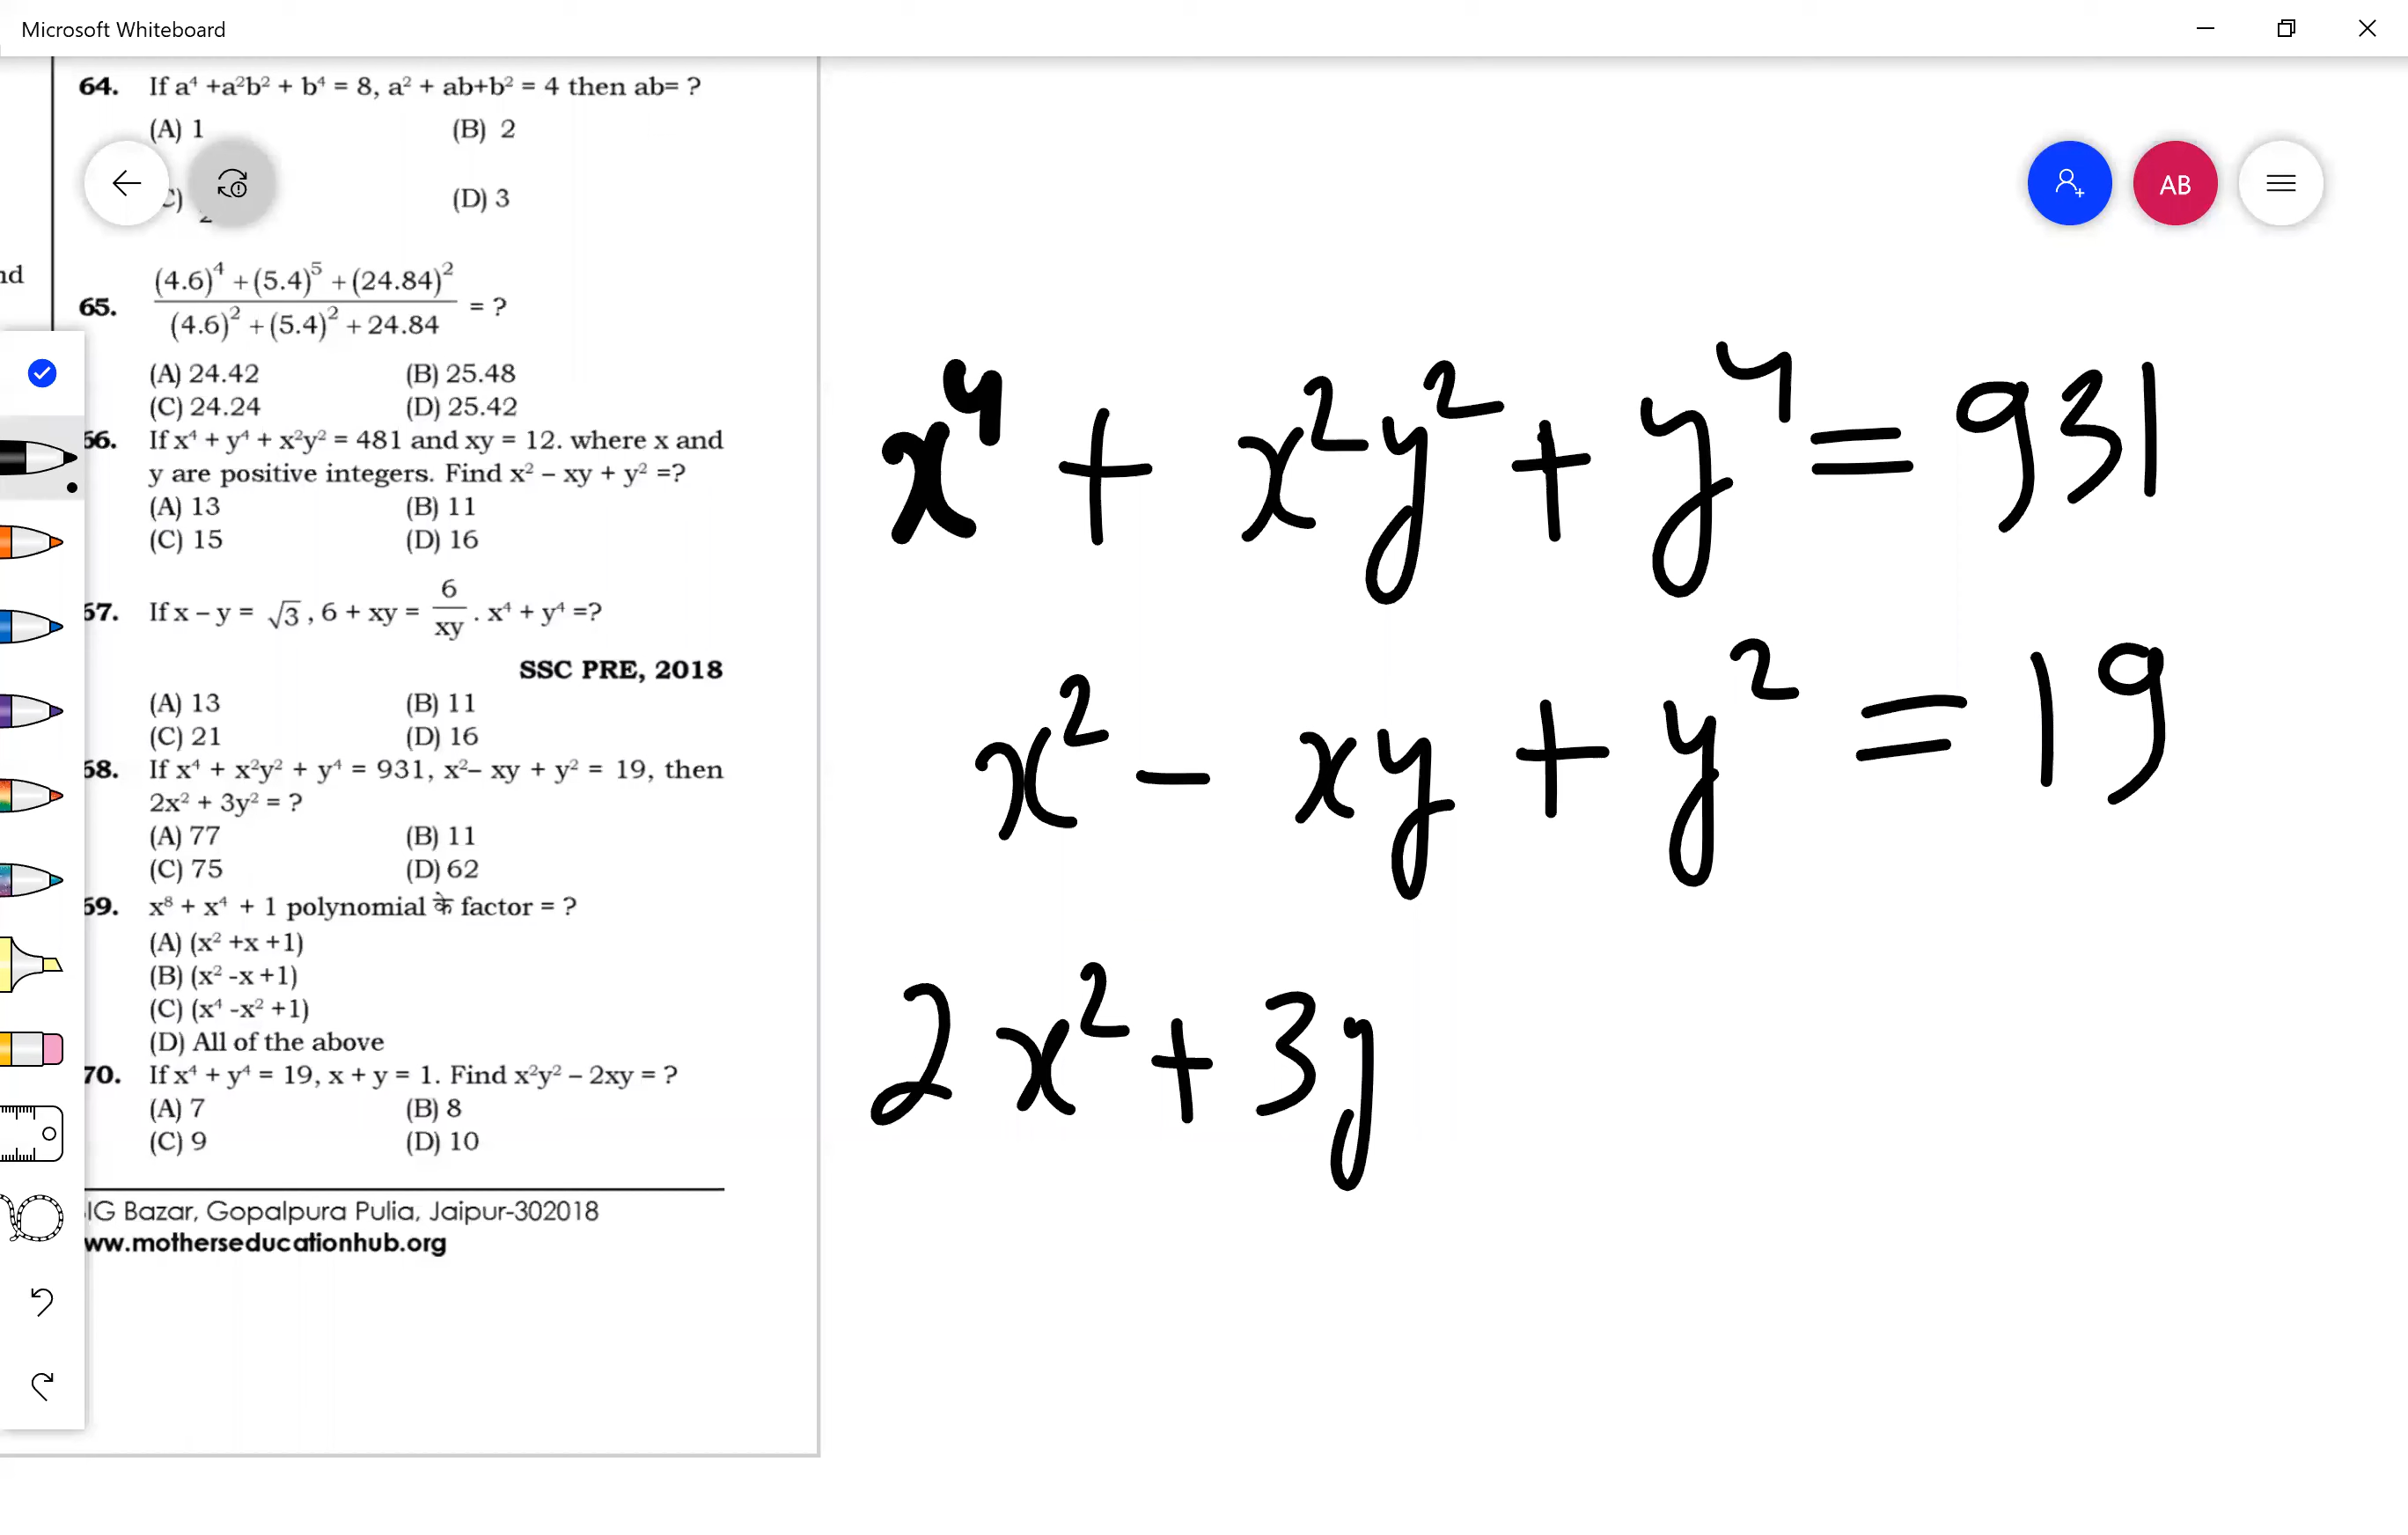 Microsoft Whiteboard
64. If a⁴ +a²b² + b⁴ = 8, a² + ab+b² = 4 then ab= ?
(A) 1 (B) 2
(D) 3
65. (4.6)⁴ + (5.4)⁵ + (24.84)² / (4.6)² + (5.4)² + 24.84 = ?
(A) 24.42 (B) 25.48
(C) 24.24 (D) 25.42
66. If x⁴ + y⁴ + x²y² = 481 and xy = 12. where x and
y are positive integers. Find x² – xy + y² =?
(A) 13 (B) 11
(C) 15 (D) 16
67. If x – y = √3 , 6 + xy = 6/xy . x⁴ + y⁴ =?
SSC PRE, 2018
(A) 13 (B) 11
(C) 21 (D) 16
68. If x⁴ + x²y² + y⁴ = 931, x²– xy + y² = 19, then
2x² + 3y² = ?
(A) 77 (B) 11
(C) 75 (D) 62
69. x⁸ + x⁴ + 1 polynomial के factor = ?
(A) (x² +x +1)
(B) (x² -x +1)
(C) (x⁴ -x² +1)
(D) All of the above
70. If x⁴ + y⁴ = 19, x + y = 1. Find x²y² – 2xy = ?
(A) 7 (B) 8
(C) 9 (D) 10
IG Bazar, Gopalpura Pulia, Jaipur-302018
ww.motherseducationhub.org
AB
x⁴ + x²y² + y⁴ = 931
x² – xy + y² = 19
2x² + 3y